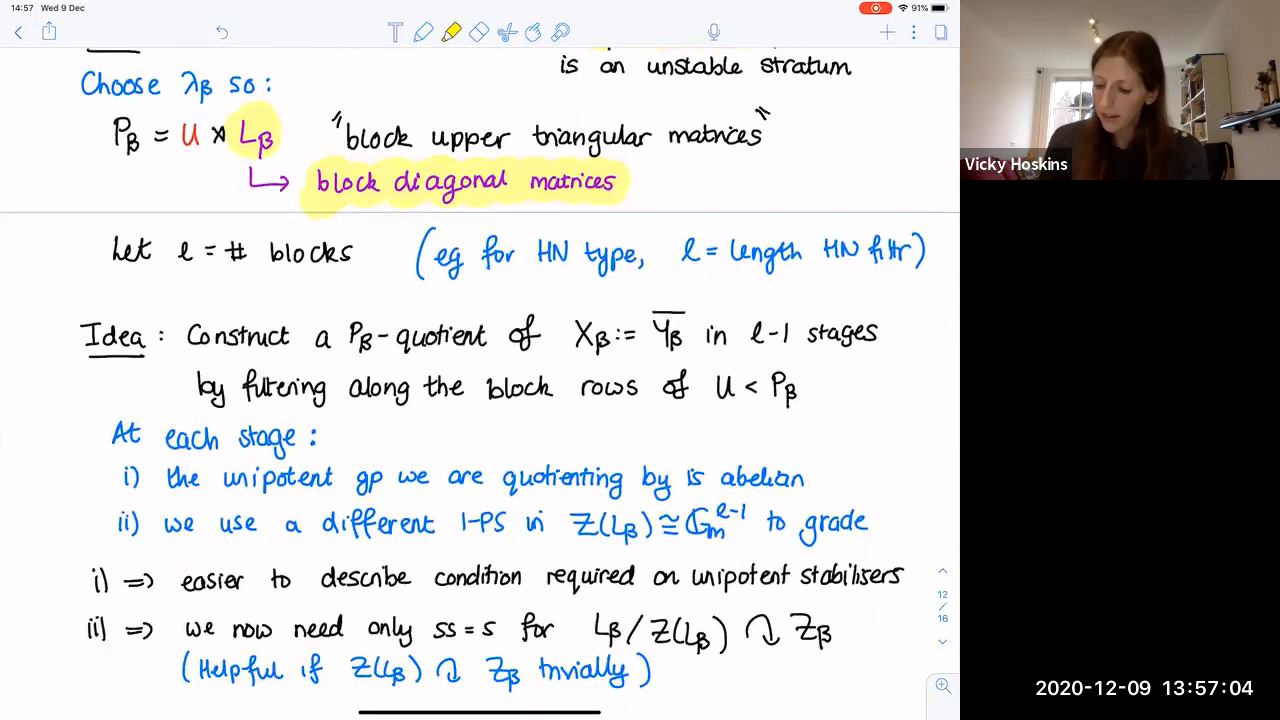 14:57 Wed 9 Dec
91%
is an unstable stratum
Choose λβ so:
Pβ = U ⋊ Lβ "block upper triangular matrices"
↳ block diagonal matrices
Let l = # blocks (eg for HN type, l = length HN filtr)
Idea : Construct a Pβ-quotient of Xβ := Y̅β in l-1 stages
by filtering along the block rows of U < Pβ
At each stage :
i) the unipotent gp we are quotienting by is abelian
ii) we use a different 1-PS in Z(Lβ) ≅ 𝔾m^{l-1} to grade
i) => easier to describe condition required on unipotent stabilisers
ii) => we now need only ss = s for Lβ / Z(Lβ) ↷ Zβ
(Helpful if Z(Lβ) ↷ Zβ trivially)
12
/
16
Vicky Hoskins
2020-12-09 13:57:04